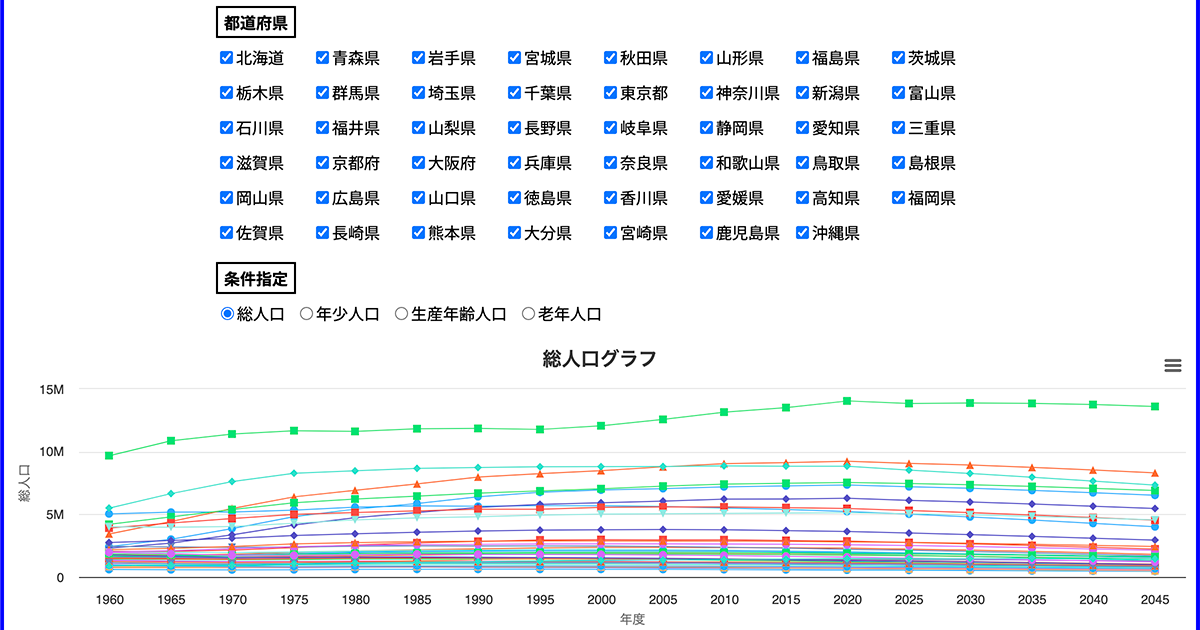 都道府県
北海道 青森県 岩手県 宮城県 秋田県 山形県 福島県 茨城県
栃木県 群馬県 埼玉県 千葉県 東京都 神奈川県 新潟県 富山県
石川県 福井県 山梨県 長野県 岐阜県 静岡県 愛知県 三重県
滋賀県 京都府 大阪府 兵庫県 奈良県 和歌山県 鳥取県 島根県
岡山県 広島県 山口県 徳島県 香川県 愛媛県 高知県 福岡県
佐賀県 長崎県 熊本県 大分県 宮崎県 鹿児島県 沖縄県
条件指定
総人口 年少人口 生産年齢人口 老年人口
総人口グラフ
15M
10M
5M
0
総人口
1960 1965 1970 1975 1980 1985 1990 1995 2000 2005 2010 2015 2020 2025 2030 2035 2040 2045
年度